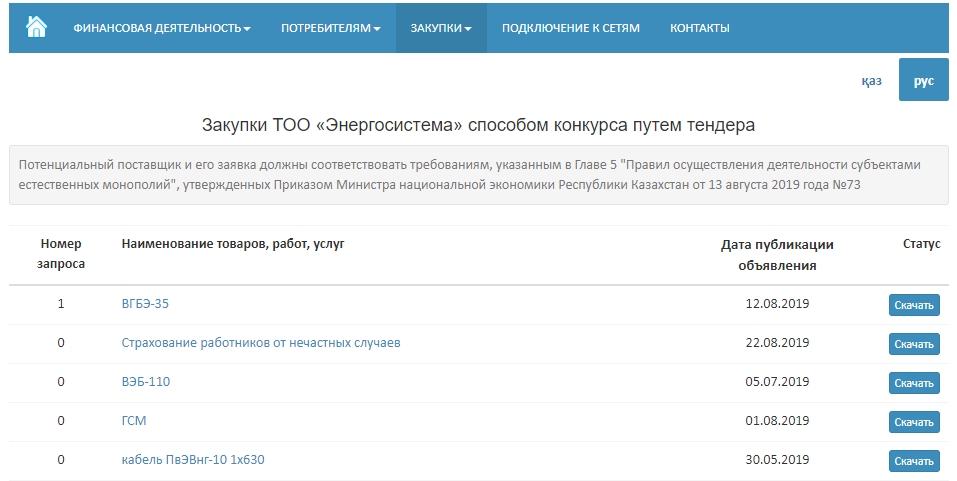 ФИНАНСОВАЯ ДЕЯТЕЛЬНОСТЬ ПОТРЕБИТЕЛЯМ ЗАКУПКИ ПОДКЛЮЧЕНИЕ К СЕТЯМ КОНТАКТЫ
қаз рус
Закупки ТОО «Энергосистема» способом конкурса путем тендера
Потенциальный поставщик и его заявка должны соответствовать требованиям, указанным в Главе 5 "Правил осуществления деятельности субъектами
естественных монополий", утвержденных Приказом Министра национальной экономики Республики Казахстан от 13 августа 2019 года №73
Номер запроса Наименование товаров, работ, услуг Дата публикации объявления Статус
1 ВГБЭ-35 12.08.2019 Скачать
0 Страхование работников от нечастных случаев 22.08.2019 Скачать
0 ВЭБ-110 05.07.2019 Скачать
0 ГСМ 01.08.2019 Скачать
0 кабель ПвЭВнг-10 1х630 30.05.2019 Скачать